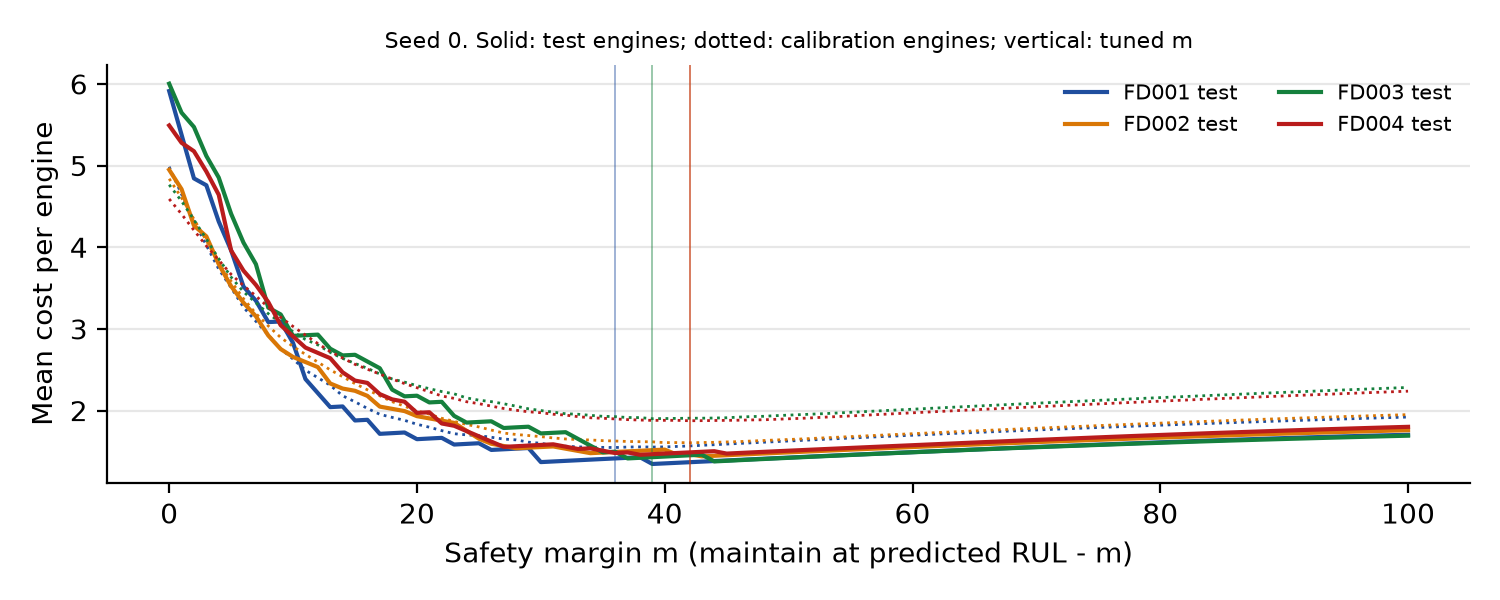 Seed 0. Solid: test engines; dotted: calibration engines; vertical: tuned m
FD001 test
FD003 test
FD002 test
FD004 test
Mean cost per engine
6
5
4
3
2
0
20
40
60
80
100
Safety margin m (maintain at predicted RUL - m)